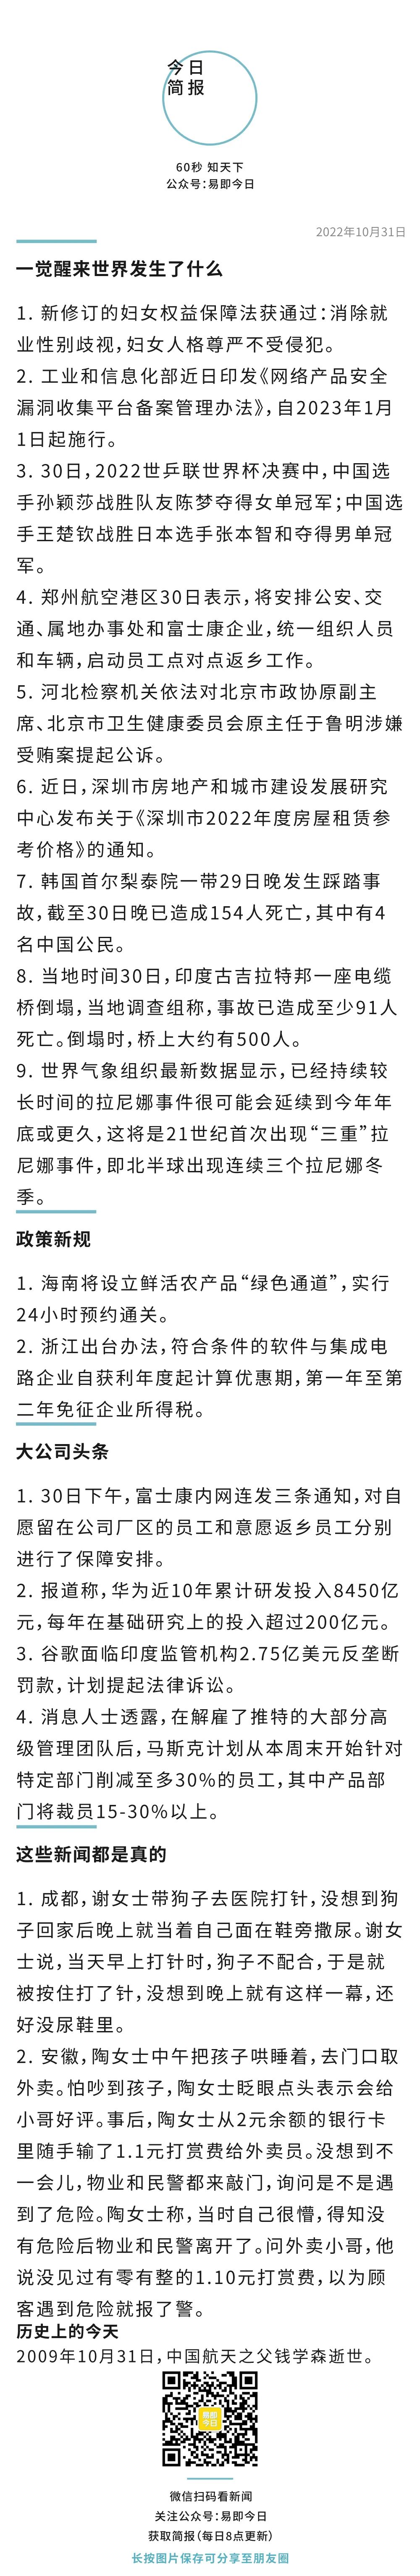 今日
简报
60秒 知天下
公众号：易即今日
2022年10月31日
一觉醒来世界发生了什么
1. 新修订的妇女权益保障法获通过：消除就
业性别歧视，妇女人格尊严不受侵犯。
2. 工业和信息化部近日印发《网络产品安全
漏洞收集平台备案管理办法》，自2023年1月
1日起施行。
3. 30日，2022世乒联世界杯决赛中，中国选
手孙颖莎战胜队友陈梦夺得女单冠军；中国选
手王楚钦战胜日本选手张本智和夺得男单冠
军。
4. 郑州航空港区30日表示，将安排公安、交
通、属地办事处和富士康企业，统一组织人员
和车辆，启动员工点对点返乡工作。
5. 河北检察机关依法对北京市政协原副主
席、北京市卫生健康委员会原主任于鲁明涉嫌
受贿案提起公诉。
6. 近日，深圳市房地产和城市建设发展研究
中心发布关于《深圳市2022年度房屋租赁参
考价格》的通知。
7. 韩国首尔梨泰院一带29日晚发生踩踏事
故，截至30日晚已造成154人死亡，其中有4
名中国公民。
8. 当地时间30日，印度古吉拉特邦一座电缆
桥倒塌，当地调查组称，事故已造成至少91人
死亡。倒塌时，桥上大约有500人。
9. 世界气象组织最新数据显示，已经持续较
长时间的拉尼娜事件很可能会延续到今年年
底或更久，这将是21世纪首次出现“三重”拉
尼娜事件，即北半球出现连续三个拉尼娜冬
季。
政策新规
1. 海南将设立鲜活农产品“绿色通道”，实行
24小时预约通关。
2. 浙江出台办法，符合条件的软件与集成电
路企业自获利年度起计算优惠期，第一年至第
二年免征企业所得税。
大公司头条
1. 30日下午，富士康内网连发三条通知，对自
愿留在公司厂区的员工和意愿返乡员工分别
进行了保障安排。
2. 报道称，华为近10年累计研发投入8450亿
元，每年在基础研究上的投入超过200亿元。
3. 谷歌面临印度监管机构2.75亿美元反垄断
罚款，计划提起法律诉讼。
4. 消息人士透露，在解雇了推特的大部分高
级管理团队后，马斯克计划从本周末开始针对
特定部门削减至多30%的员工，其中产品部
门将裁员15-30%以上。
这些新闻都是真的
1. 成都，谢女士带狗子去医院打针，没想到狗
子回家后晚上就当着自己面在鞋旁撒尿。谢女
士说，当天早上打针时，狗子不配合，于是就
被按住打了针，没想到晚上就有这样一幕，还
好没尿鞋里。
2. 安徽，陶女士中午把孩子哄睡着，去门口取
外卖。怕吵到孩子，陶女士眨眼点头表示会给
小哥好评。事后，陶女士从2元余额的银行卡
里随手输了1.1元打赏费给外卖员。没想到不
一会儿，物业和民警都来敲门，询问是不是遇
到了危险。陶女士称，当时自己很懵，得知没
有危险后物业和民警离开了。问外卖小哥，他
说没见过有零有整的1.10元打赏费，以为顾
客遇到危险就报了警。
历史上的今天
2009年10月31日，中国航天之父钱学森逝世。
易即
今日
微信扫码看新闻
关注公众号：易即今日
获取简报（每日8点更新）
长按图片保存可分享至朋友圈